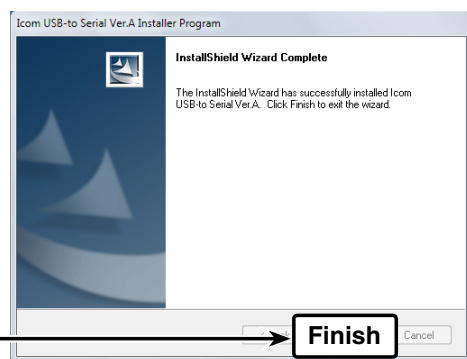 Icom USB-to Serial Ver.A Installer Program
InstallShield Wizard Complete
The InstallShield Wizard has successfully installed Icom
USB-to Serial Ver.A. Click Finish to exit the wizard.
Finish
Cancel